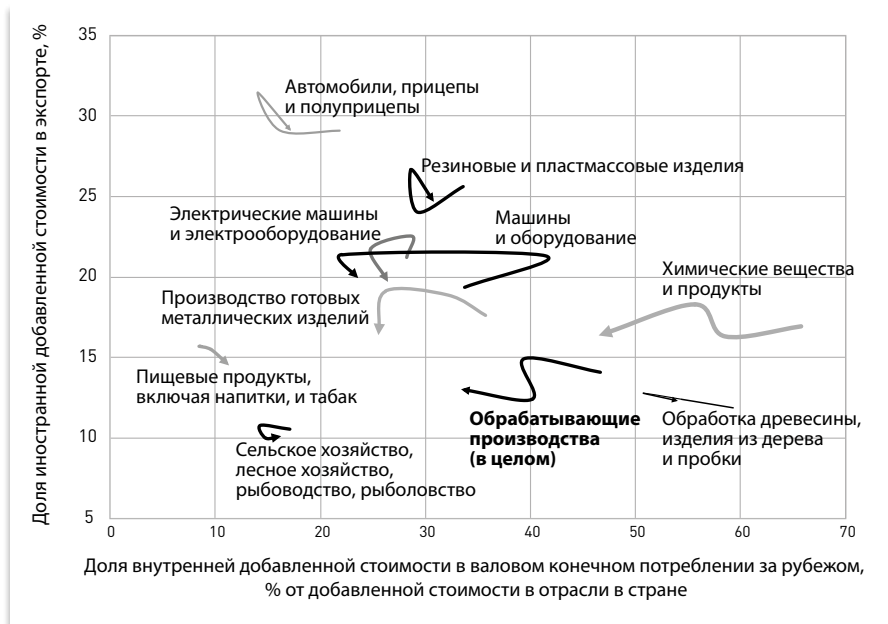 Доля иностранной добавленной стоимости в экспорте, %
35
30
25
20
15
10
5
Автомобили, прицепы
и полуприцепы
Резиновые и пластмассовые изделия
Электрические машины
и электрооборудование
Машины
и оборудование
Химические вещества
и продукты
Производство готовых
металлических изделий
Пищевые продукты,
включая напитки, и табак
Обрабатывающие
производства
(в целом)
Обработка древесины,
изделия из дерева
и пробки
Сельское хозяйство,
лесное хозяйство,
рыбоводство, рыболовство
0 10 20 30 40 50 60 70
Доля внутренней добавленной стоимости в валовом конечном потреблении за рубежом,
% от добавленной стоимости в отрасли в стране